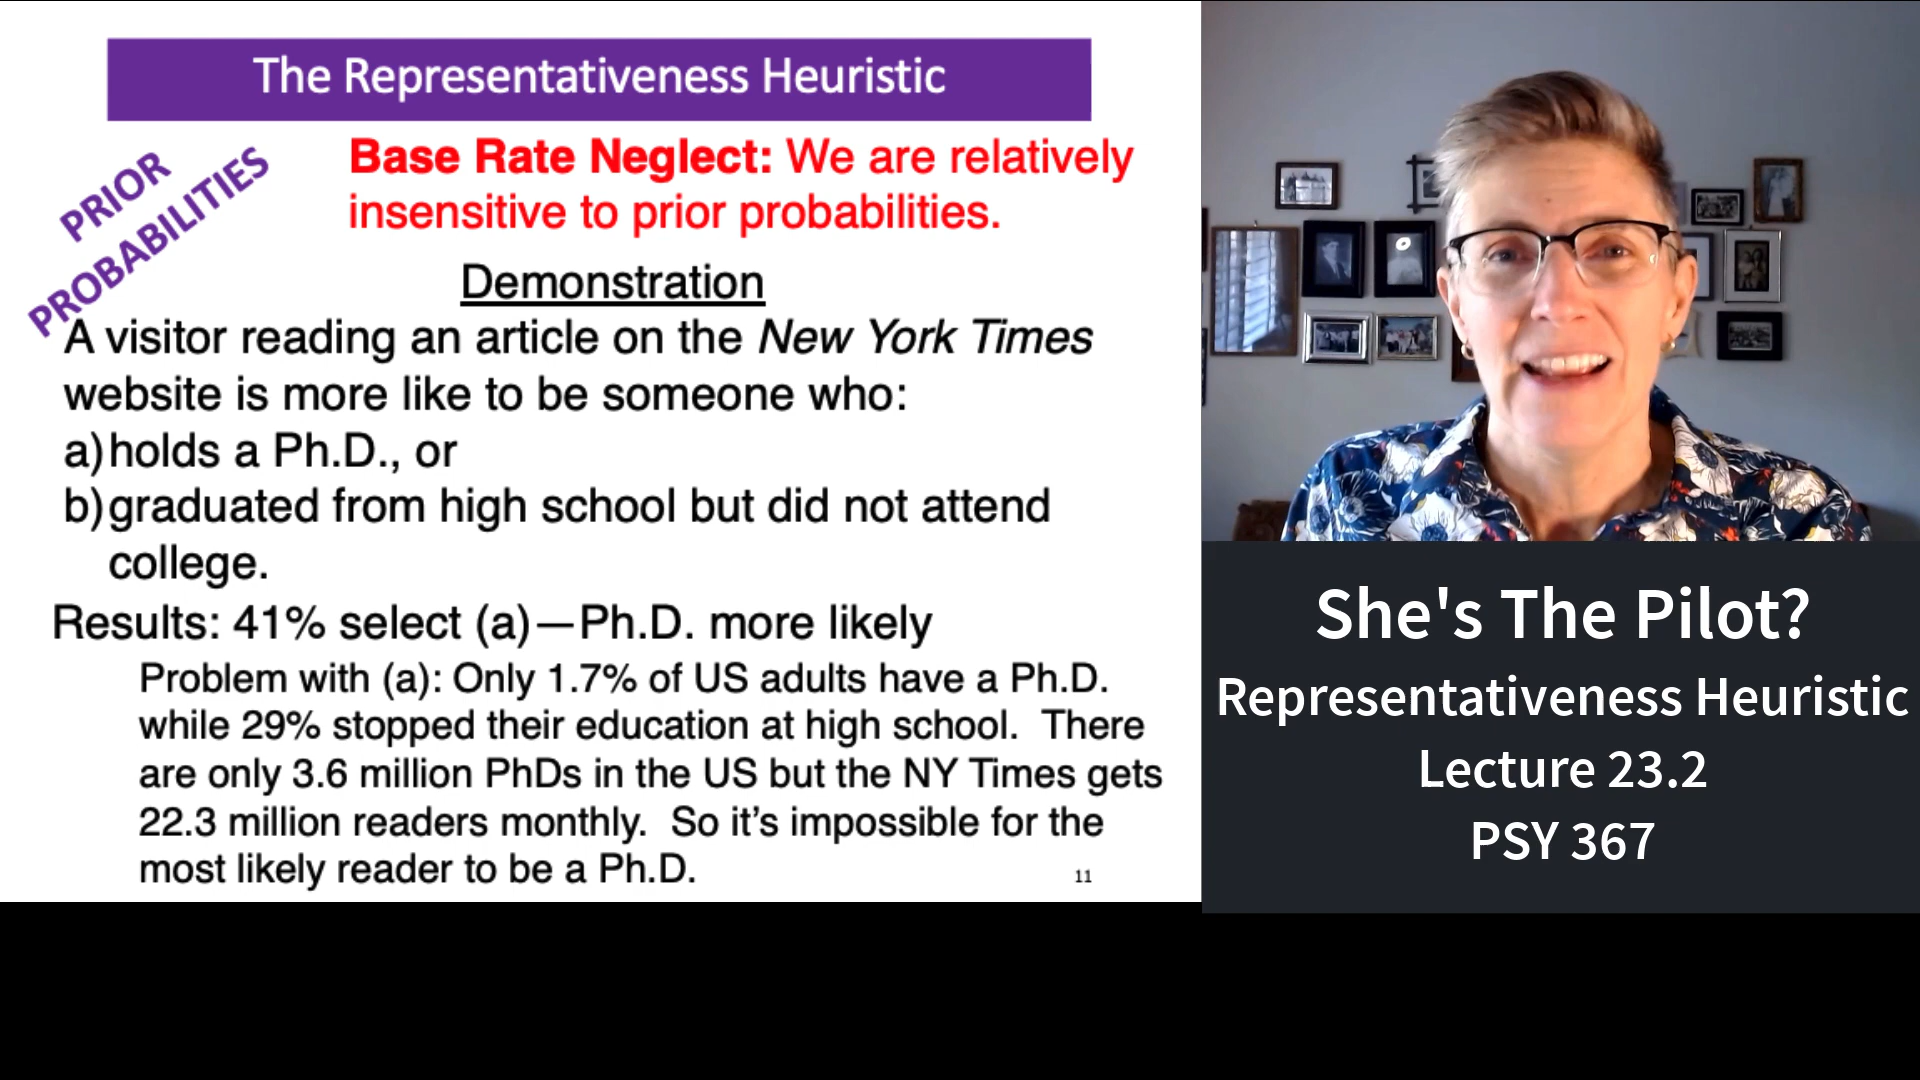 The Representativeness Heuristic
PRIOR
PROBABILITIES
Base Rate Neglect: We are relatively
insensitive to prior probabilities.
Demonstration
A visitor reading an article on the New York Times
website is more like to be someone who:
a) holds a Ph.D., or
b) graduated from high school but did not attend
college.
Results: 41% select (a)—Ph.D. more likely
Problem with (a): Only 1.7% of US adults have a Ph.D.
while 29% stopped their education at high school. There
are only 3.6 million PhDs in the US but the NY Times gets
22.3 million readers monthly. So it's impossible for the
most likely reader to be a Ph.D.
11
She's The Pilot?
Representativeness Heuristic
Lecture 23.2
PSY 367